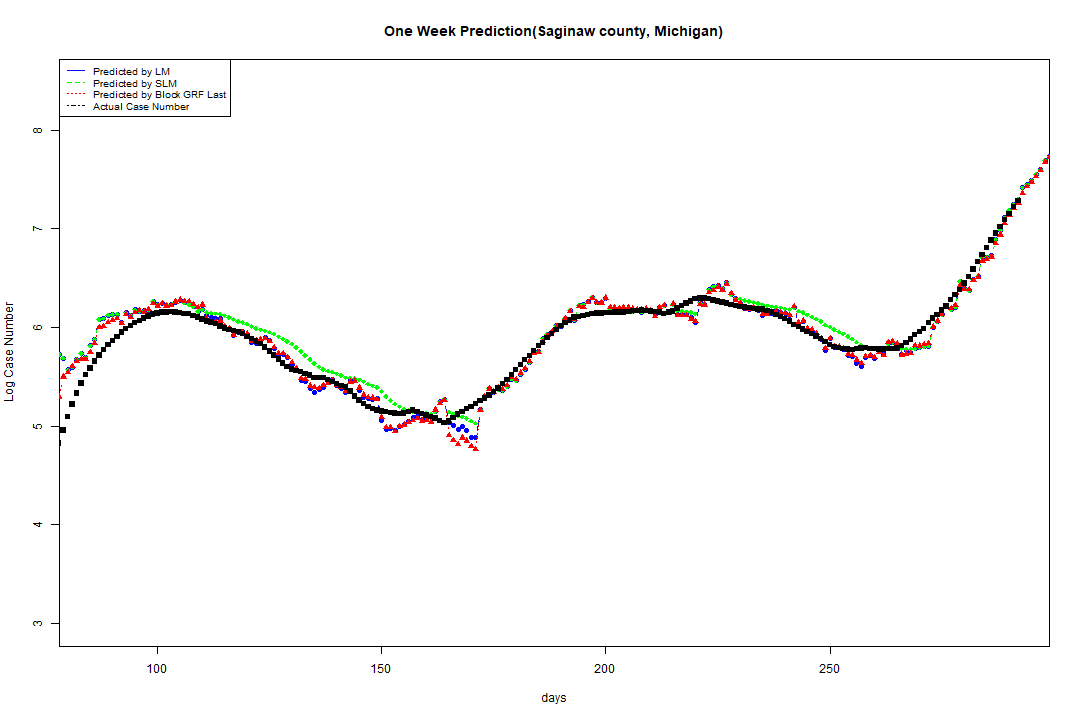 One Week Prediction(Saginaw county, Michigan)
Predicted by LM
Predicted by SLM
Predicted by Block GRF Last
Actual Case Number
Log Case Number
8
7
6
5
4
3
100 150 200 250
days